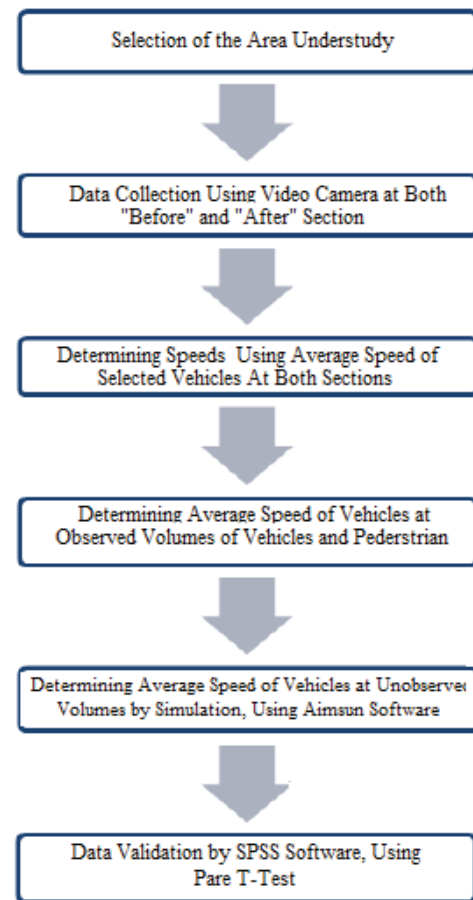 Selection of the Area Understudy
Data Collection Using Video Camera at Both
"Before" and "After" Section
Determining Speeds Using Average Speed of
Selected Vehicles At Both Sections
Determining Average Speed of Vehicles at
Observed Volumes of Vehicles and Pederstrian
Determining Average Speed of Vehicles at Unobserved
Volumes by Simulation, Using Aimsun Software
Data Validation by SPSS Software, Using
Pare T-Test